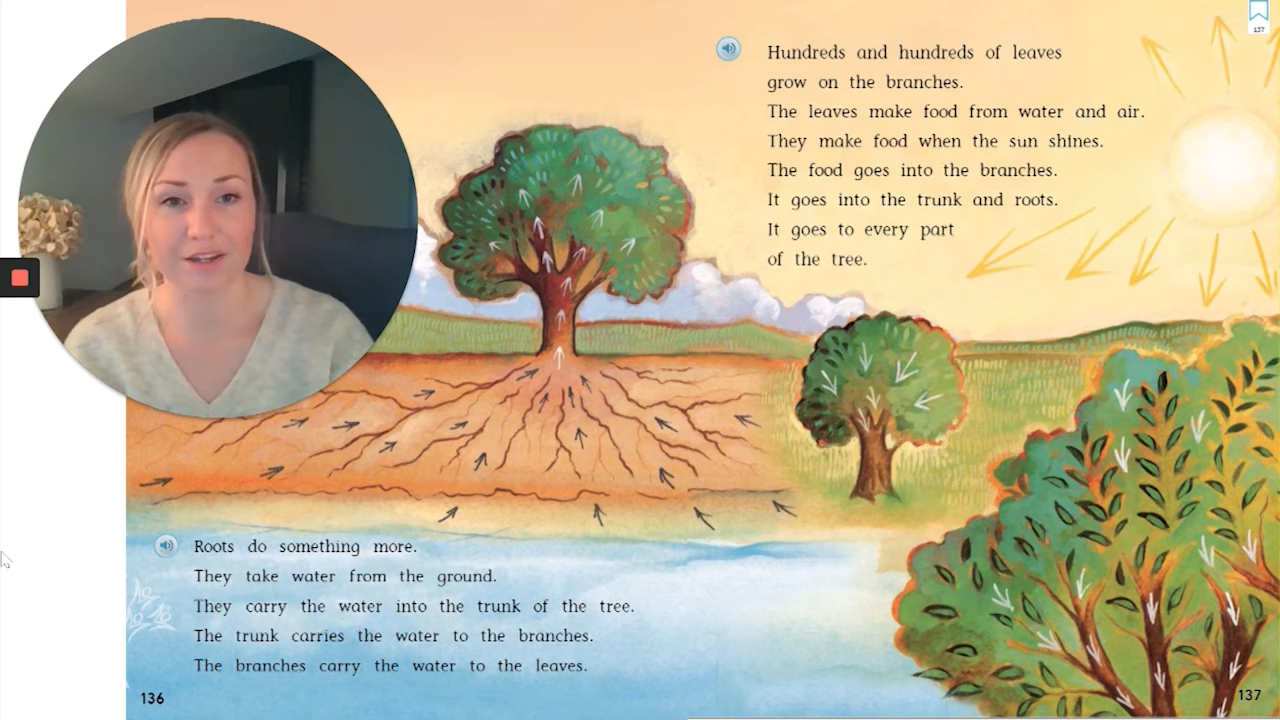 Roots do something more.
They take water from the ground.
They carry the water into the trunk of the tree.
The trunk carries the water to the branches.
The branches carry the water to the leaves.
136
Hundreds and hundreds of leaves
grow on the branches.
The leaves make food from water and air.
They make food when the sun shines.
The food goes into the branches.
It goes into the trunk and roots.
It goes to every part
of the tree.
137
137